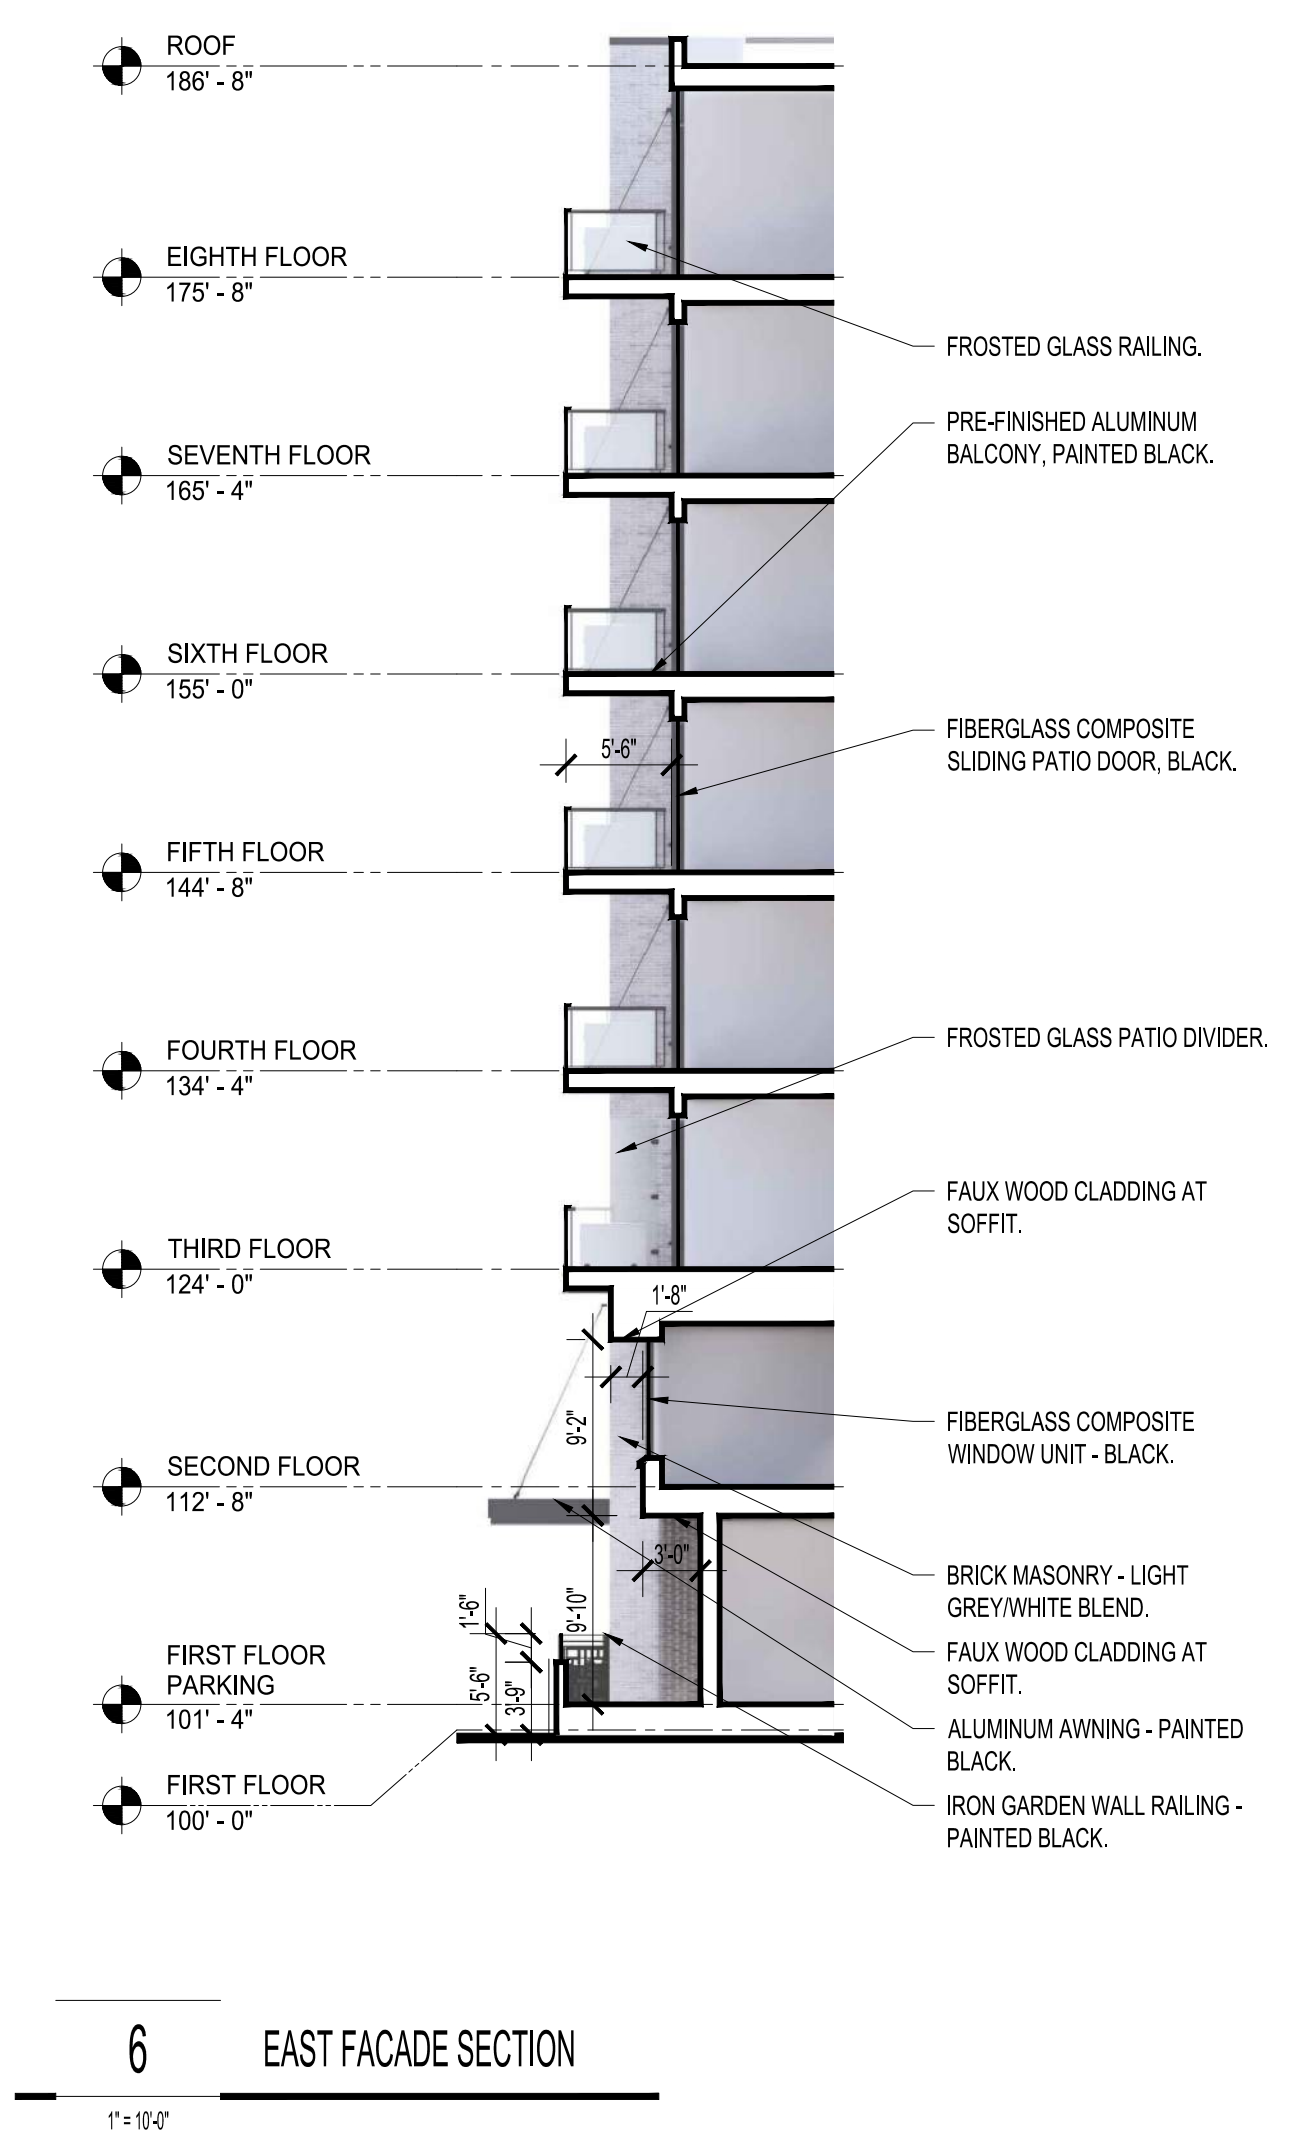 ROOF
186' - 8"
EIGHTH FLOOR
175' - 8"
FROSTED GLASS RAILING.
PRE-FINISHED ALUMINUM
BALCONY, PAINTED BLACK.
SEVENTH FLOOR
165' - 4"
SIXTH FLOOR
155' - 0"
5'-6"
FIBERGLASS COMPOSITE
SLIDING PATIO DOOR, BLACK.
FIFTH FLOOR
144' - 8"
FOURTH FLOOR
134' - 4"
FROSTED GLASS PATIO DIVIDER.
FAUX WOOD CLADDING AT
SOFFIT.
THIRD FLOOR
124' - 0"
1'-8"
9'-2"
FIBERGLASS COMPOSITE
WINDOW UNIT - BLACK.
SECOND FLOOR
112' - 8"
3'-0"
BRICK MASONRY - LIGHT
GREY/WHITE BLEND.
1'-6"
9'-10"
FAUX WOOD CLADDING AT
SOFFIT.
FIRST FLOOR
PARKING
101' - 4"
5'-6"
3'-9"
ALUMINUM AWNING - PAINTED
BLACK.
FIRST FLOOR
100' - 0"
IRON GARDEN WALL RAILING -
PAINTED BLACK.
6
EAST FACADE SECTION
1" = 10'-0"